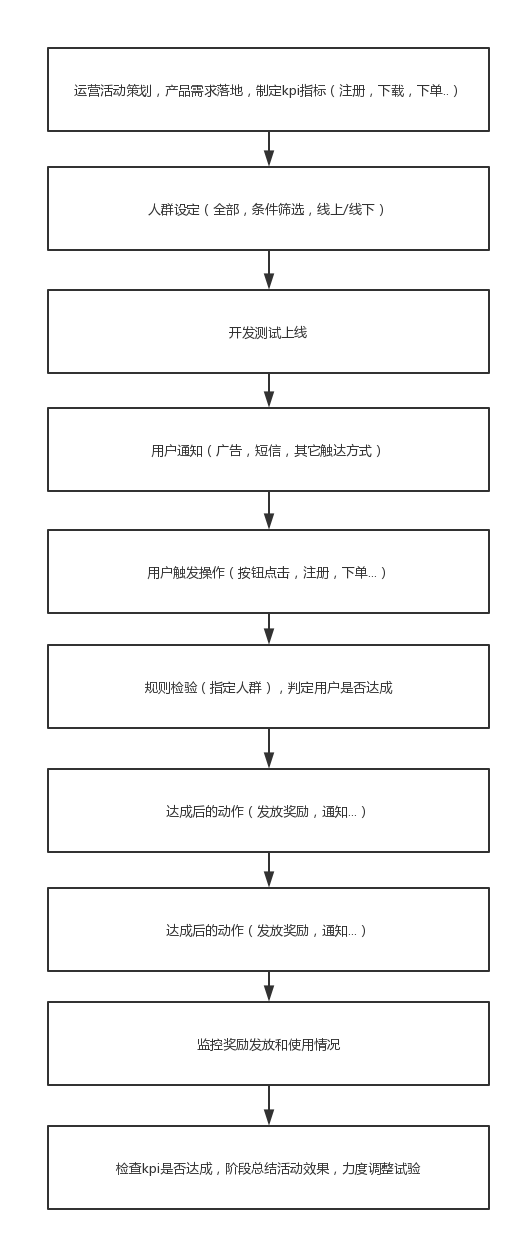 运营活动策划，产品需求落地，制定kpi指标（注册，下载，下单..）
人群设定（全部，条件筛选，线上/线下）
开发测试上线
用户通知（广告，短信，其它触达方式）
用户触发操作（按钮点击，注册，下单...）
规则检验（指定人群），判定用户是否达成
达成后的动作（发放奖励，通知...）
达成后的动作（发放奖励，通知...）
监控奖励发放和使用情况
检查kpi是否达成，阶段总结活动效果，力度调整试验